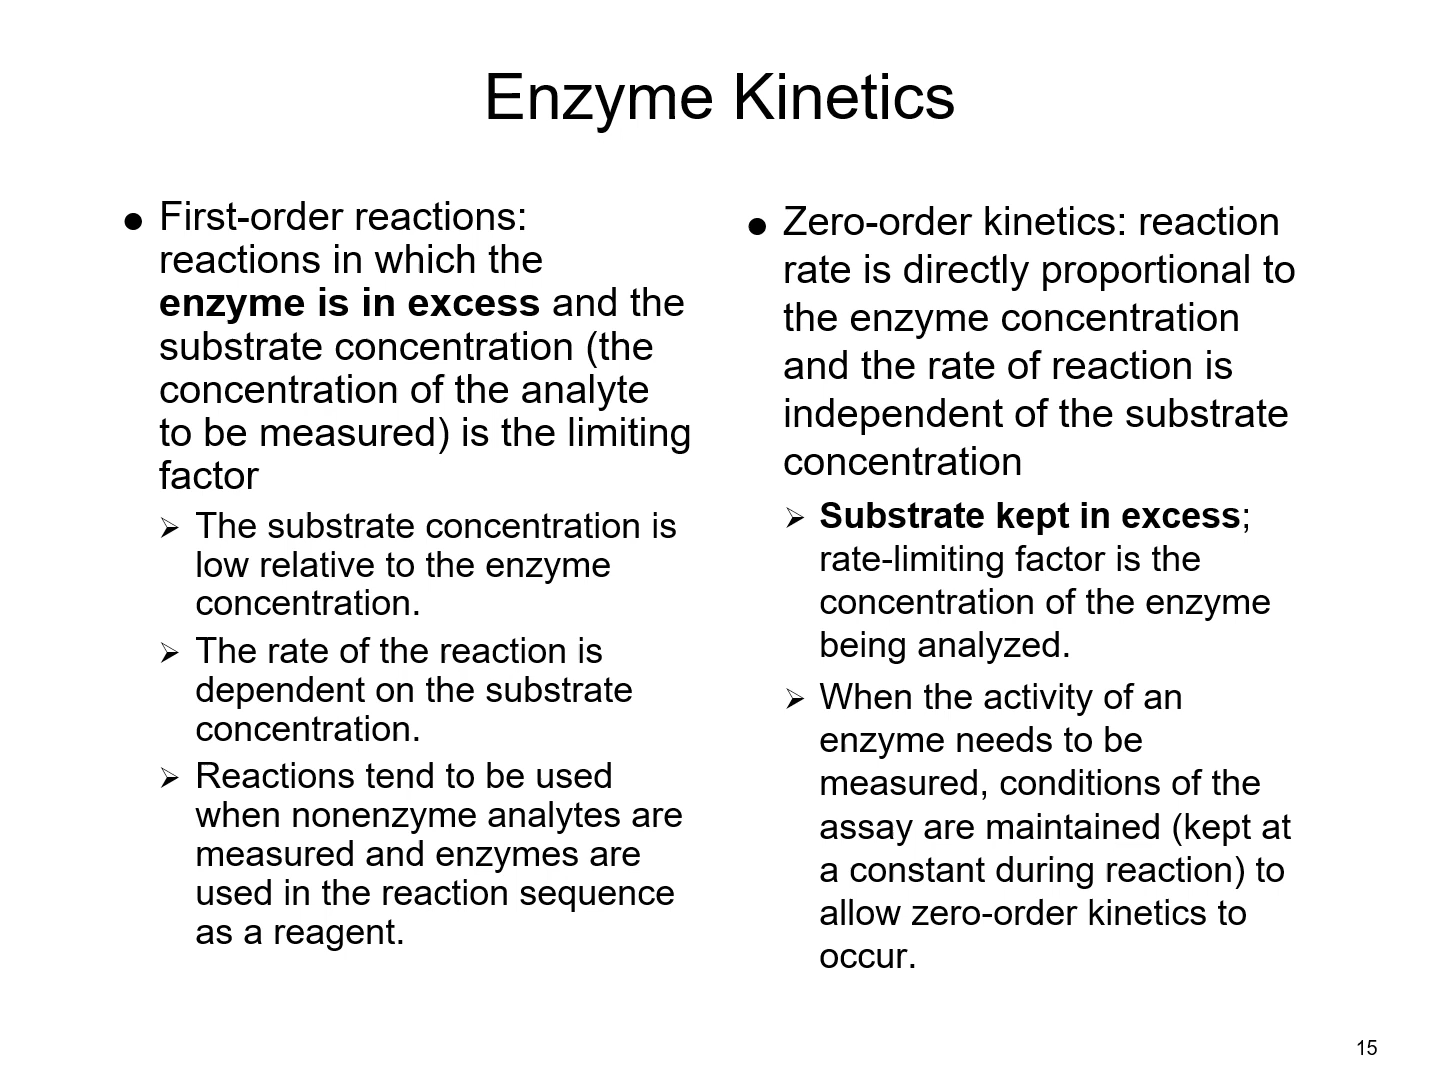 Enzyme Kinetics
● First-order reactions:
reactions in which the
enzyme is in excess and the
substrate concentration (the
concentration of the analyte
to be measured) is the limiting
factor
➢ The substrate concentration is
low relative to the enzyme
concentration.
➢ The rate of the reaction is
dependent on the substrate
concentration.
➢ Reactions tend to be used
when nonenzyme analytes are
measured and enzymes are
used in the reaction sequence
as a reagent.
● Zero-order kinetics: reaction
rate is directly proportional to
the enzyme concentration
and the rate of reaction is
independent of the substrate
concentration
➢ Substrate kept in excess;
rate-limiting factor is the
concentration of the enzyme
being analyzed.
➢ When the activity of an
enzyme needs to be
measured, conditions of the
assay are maintained (kept at
a constant during reaction) to
allow zero-order kinetics to
occur.
15